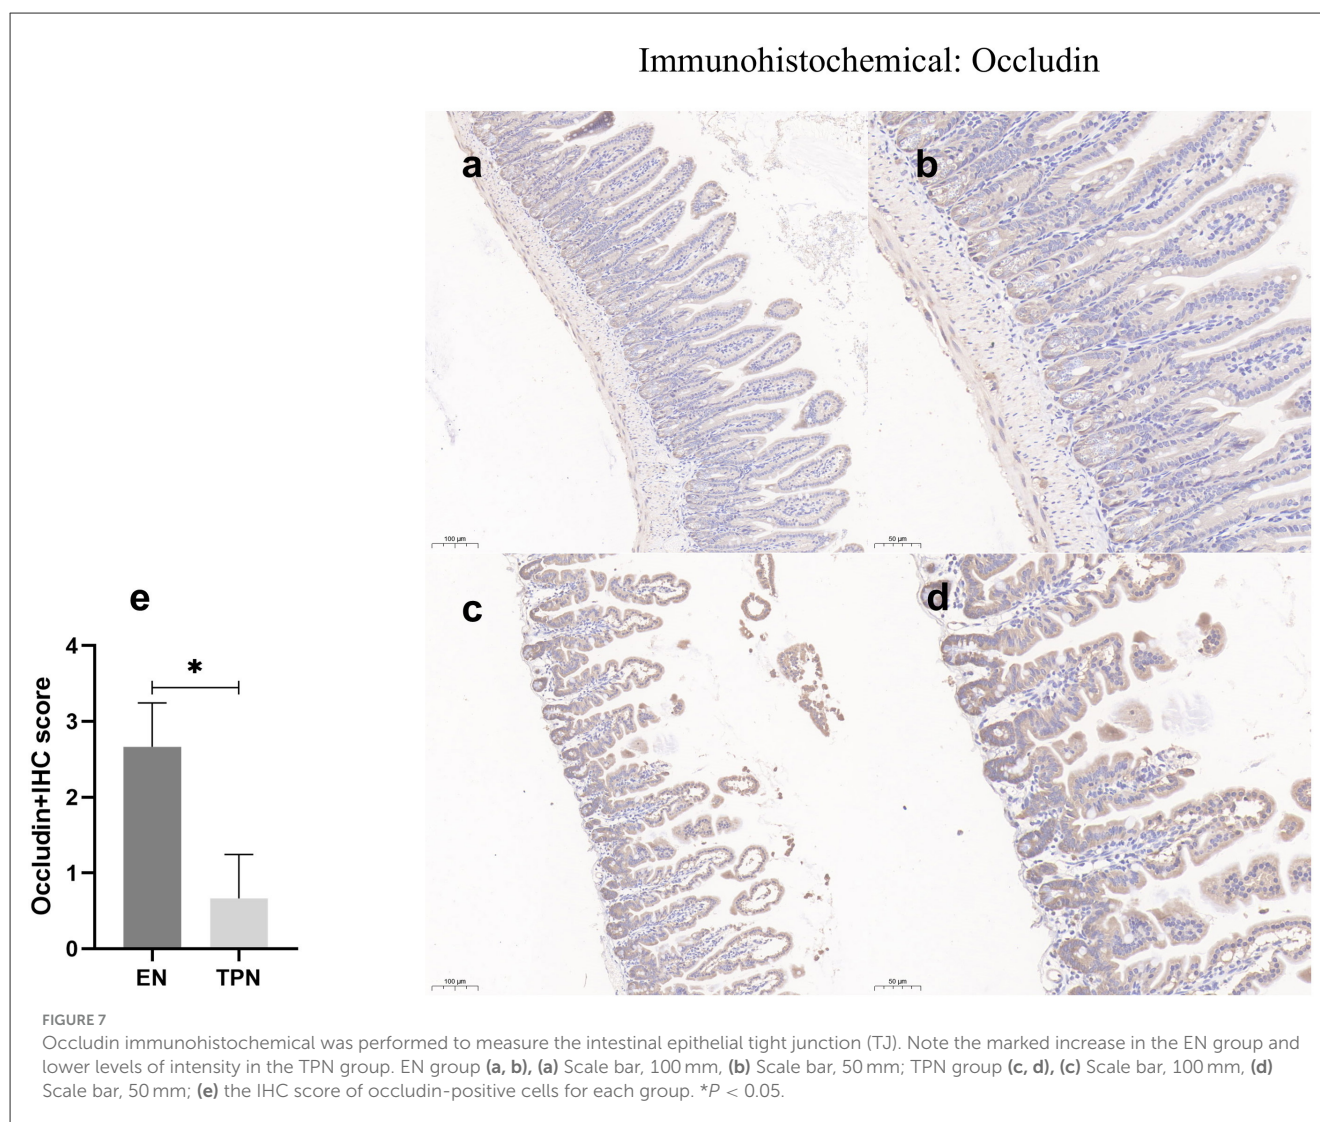 Immunohistochemical: Occludin
a
b
100 µm
50 µm
c
d
100 µm
50 µm
e
Occludin+IHC score
4
3
2
1
0
*
EN
TPN
FIGURE 7
Occludin immunohistochemical was performed to measure the intestinal epithelial tight junction (TJ). Note the marked increase in the EN group and
lower levels of intensity in the TPN group. EN group (a, b), (a) Scale bar, 100 mm, (b) Scale bar, 50 mm; TPN group (c, d), (c) Scale bar, 100 mm, (d)
Scale bar, 50 mm; (e) the IHC score of occludin-positive cells for each group. *P < 0.05.